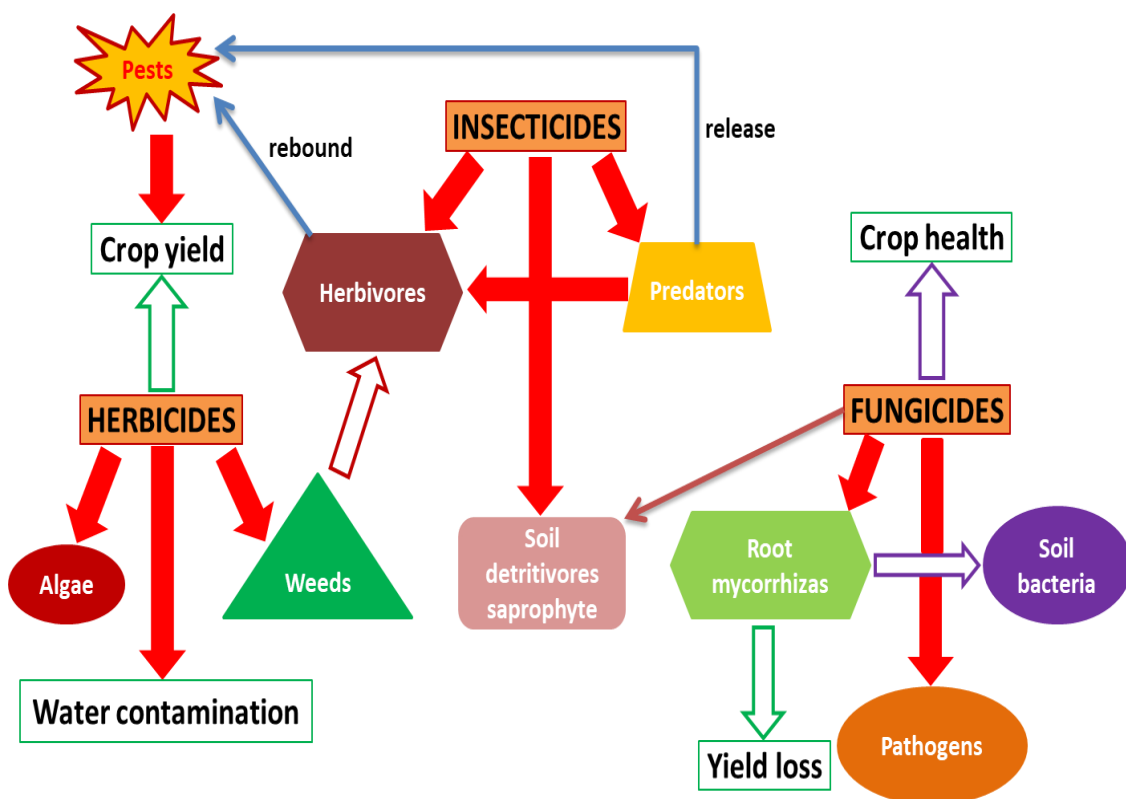 Pests
INSECTICIDES
release
rebound
Crop yield
Crop health
Herbivores
Predators
HERBICIDES
FUNGICIDES
Soil
detritivores
saprophyte
Root
mycorrhizas
Soil
bacteria
Algae
Weeds
Water contamination
Yield loss
Pathogens